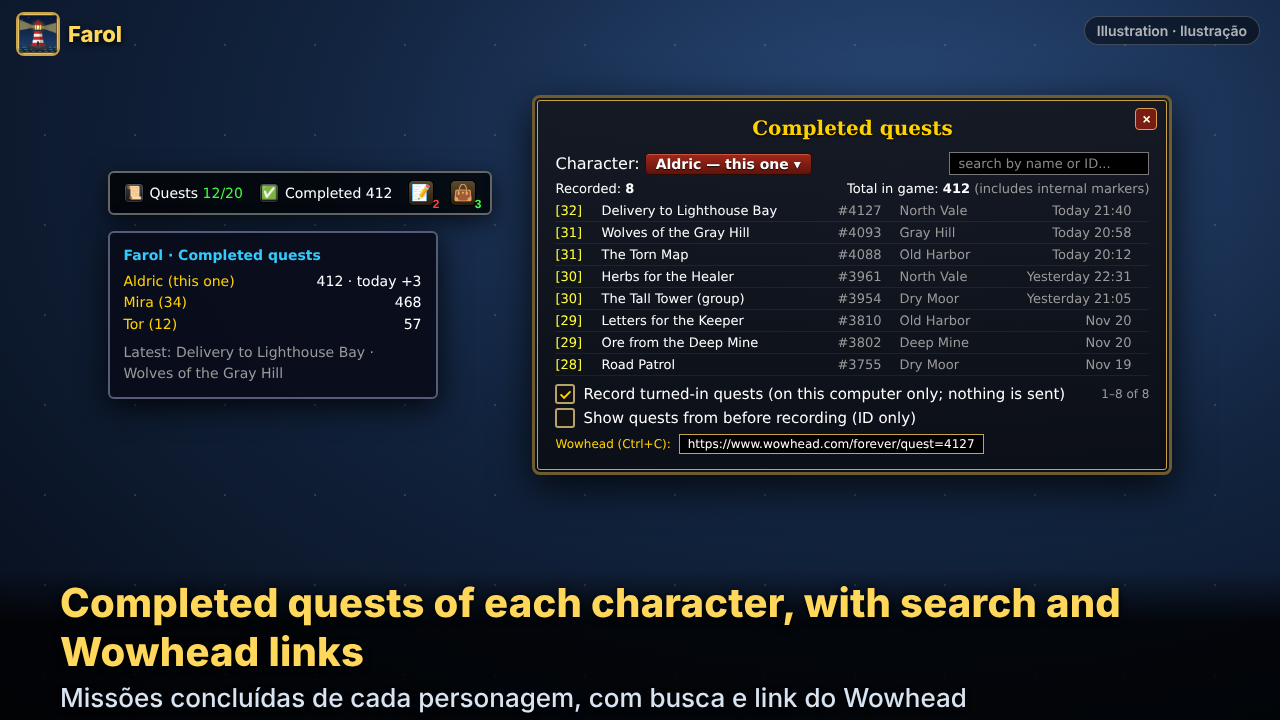 Farol
Illustration · Ilustração
Quests 12/20 Completed 412 2 3
Farol · Completed quests
Aldric (this one) 412 · today +3
Mira (34) 468
Tor (12) 57
Latest: Delivery to Lighthouse Bay ·
Wolves of the Gray Hill
Completed quests
×
Character: Aldric — this one ▾ search by name or ID...
Recorded: 8 Total in game: 412 (includes internal markers)
[32] Delivery to Lighthouse Bay #4127 North Vale Today 21:40
[31] Wolves of the Gray Hill #4093 Gray Hill Today 20:58
[31] The Torn Map #4088 Old Harbor Today 20:12
[30] Herbs for the Healer #3961 North Vale Yesterday 22:31
[30] The Tall Tower (group) #3954 Dry Moor Yesterday 21:05
[29] Letters for the Keeper #3810 Old Harbor Nov 20
[29] Ore from the Deep Mine #3802 Deep Mine Nov 20
[28] Road Patrol #3755 Dry Moor Nov 19
Record turned-in quests (on this computer only; nothing is sent) 1–8 of 8
Show quests from before recording (ID only)
Wowhead (Ctrl+C): https://www.wowhead.com/forever/quest=4127
Completed quests of each character, with search and
Wowhead links
Missões concluídas de cada personagem, com busca e link do Wowhead